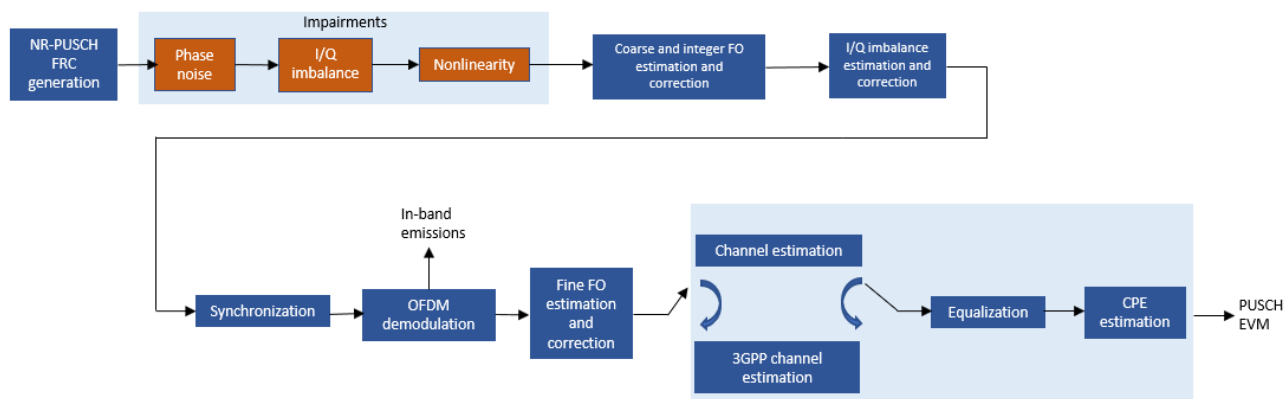 Impairments
NR-PUSCH
FRC
generation
Phase
noise
I/Q
imbalance
Nonlinearity
Coarse and integer FO
estimation and
correction
I/Q imbalance
estimation and
correction
In-band
emissions
Synchronization
OFDM
demodulation
Fine FO
estimation
and
correction
Channel estimation
3GPP channel
estimation
Equalization
CPE
estimation
PUSCH
EVM